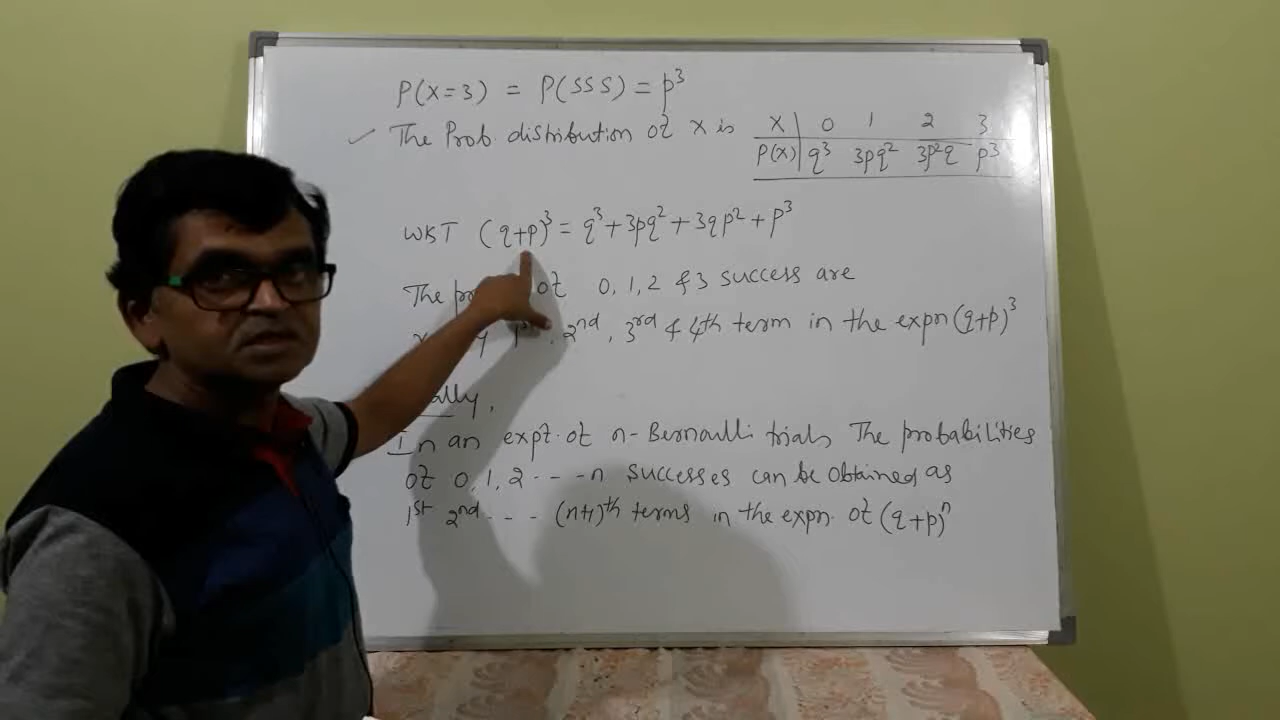 P(X=3) = P(SSS) = p³
The Prob. distribution of X is
X | 0 1 2 3
P(X) | q³ 3pq² 3p²q p³
WKT (q+p)³ = q³ + 3pq² + 3qp² + p³
The of 0, 1, 2 & 3 success are
2nd, 3rd & 4th term in the expn (q+p)³
In an expt. of n-Bernaulli trials The probabilities
of 0, 1, 2 - - - n successes can be obtained as
1st 2nd - - - (n+1)th terms in the expn. of (q+p)ⁿ